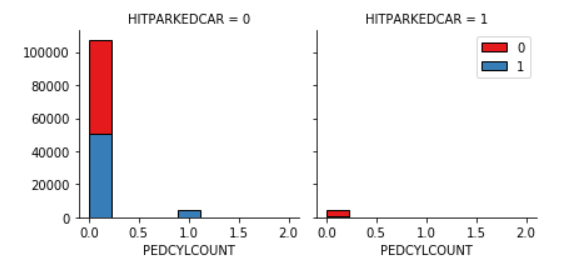 HITPARKEDCAR = 0
HITPARKEDCAR = 1
100000
80000
60000
40000
20000
0
0
1
0.0 0.5 1.0 1.5 2.0
0.0 0.5 1.0 1.5 2.0
PEDCYLCOUNT
PEDCYLCOUNT